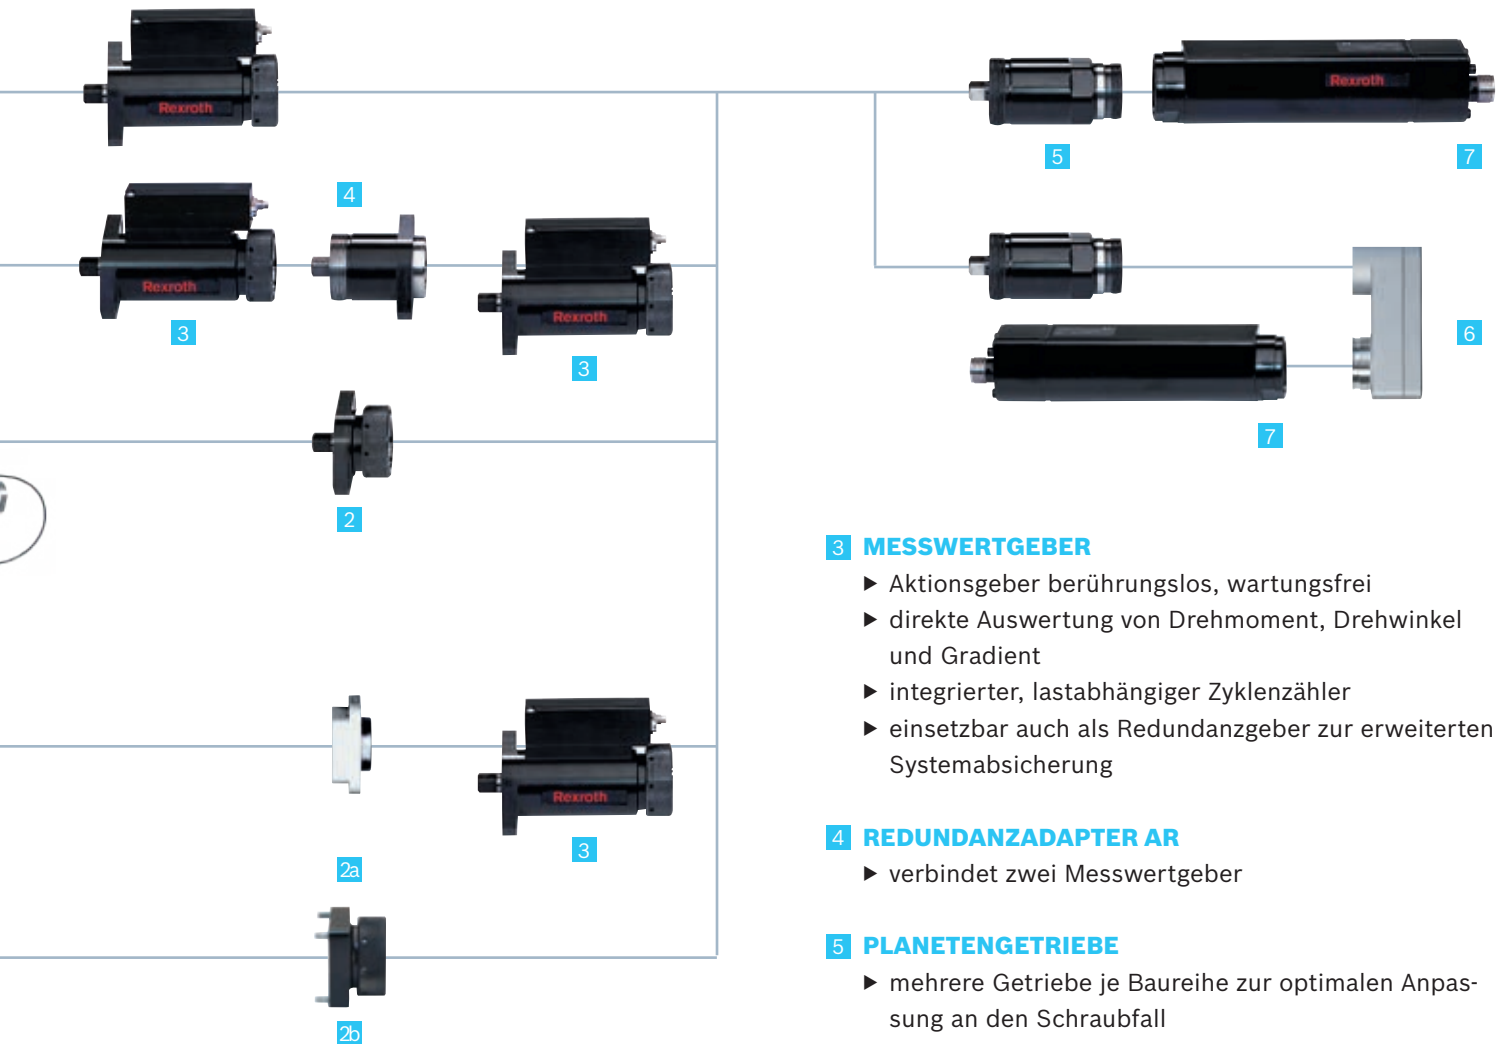 Rexroth
Rexroth
5
7
4
Rexroth
3
Rexroth
3
6
7
2
Rexroth
3
2a
2b
3 MESSWERTGEBER
▶ Aktionsgeber berührungslos, wartungsfrei
▶ direkte Auswertung von Drehmoment, Drehwinkel
und Gradient
▶ integrierter, lastabhängiger Zyklenzähler
▶ einsetzbar auch als Redundanzgeber zur erweiterten
Systemabsicherung
4 REDUNDANZADAPTER AR
▶ verbindet zwei Messwertgeber
5 PLANETENGETRIEBE
▶ mehrere Getriebe je Baureihe zur optimalen Anpas-
sung an den Schraubfall